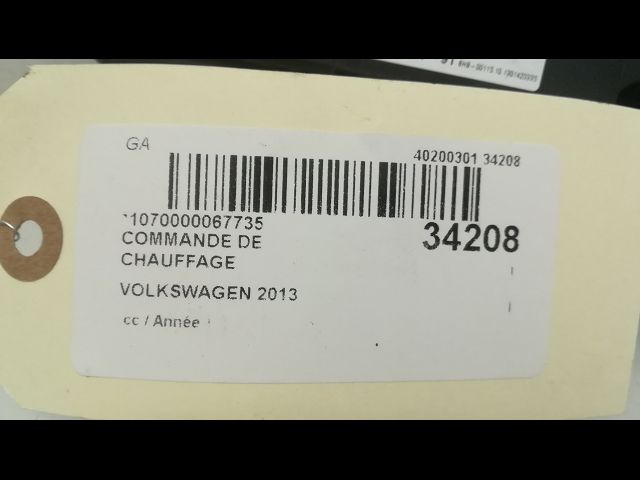 GA
40200301 34208
1070000067735
34208
COMMANDE DE
CHAUFFAGE
VOLKSWAGEN 2013
cc / Année